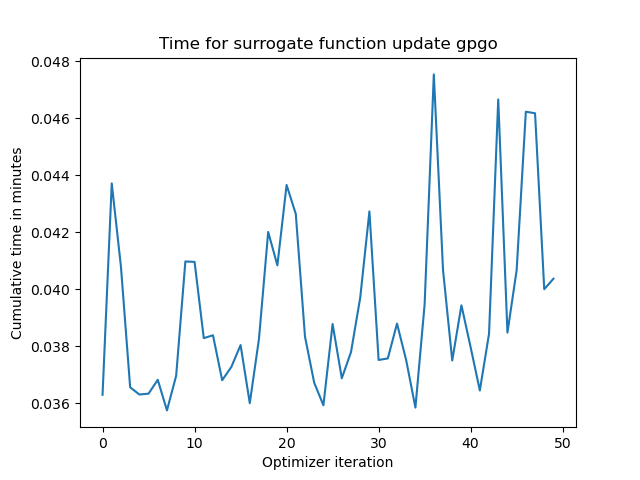 Time for surrogate function update gpgo
0.048
0.046
0.044
0.042
0.040
0.038
0.036
Cumulative time in minutes
0 10 20 30 40 50
Optimizer iteration